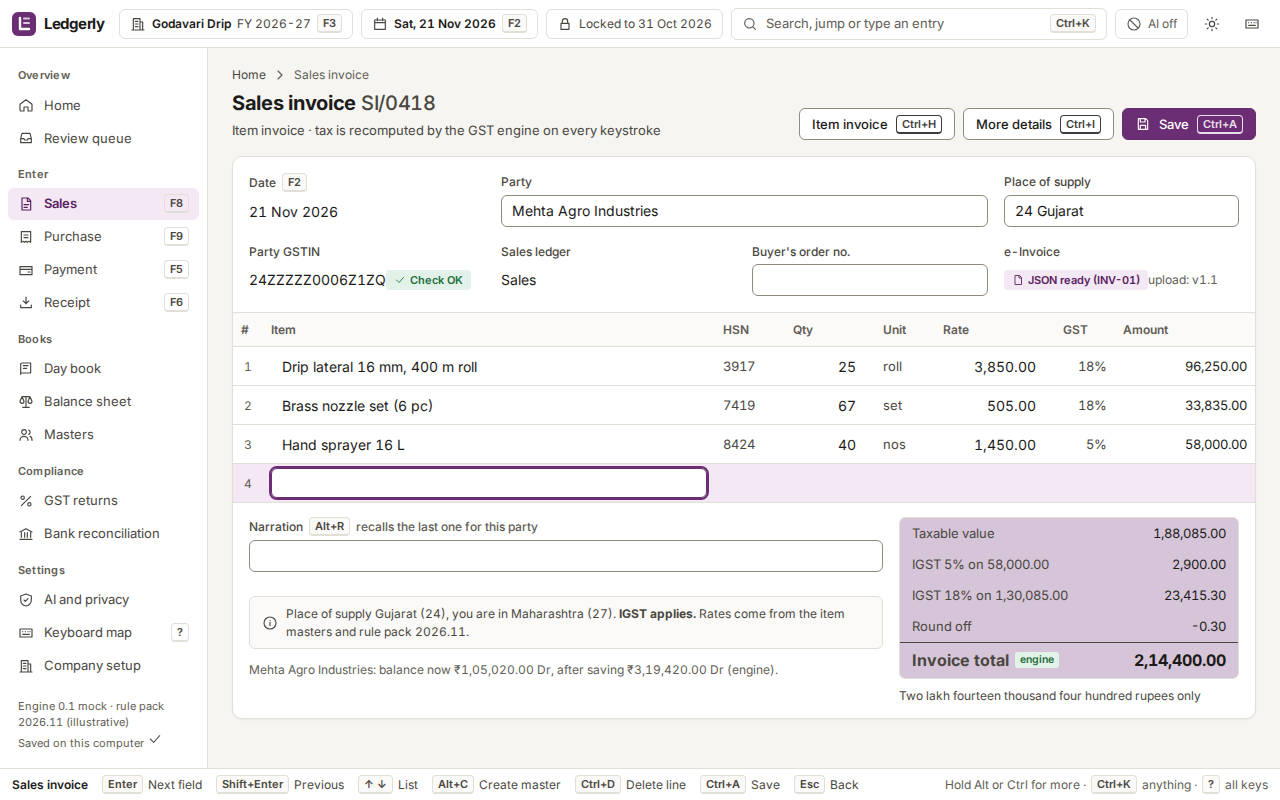 Ledgerly
Godavari Drip FY 2026-27 F3
Sat, 21 Nov 2026 F2
Locked to 31 Oct 2026
Search, jump or type an entry Ctrl+K
AI off
Overview
Home
Review queue
Enter
Sales F8
Purchase F9
Payment F5
Receipt F6
Books
Day book
Balance sheet
Masters
Compliance
GST returns
Bank reconciliation
Settings
AI and privacy
Keyboard map ?
Company setup
Engine 0.1 mock · rule pack
2026.11 (illustrative)
Saved on this computer
Home > Sales invoice
Sales invoice SI/0418
Item invoice · tax is recomputed by the GST engine on every keystroke
Item invoice Ctrl+H
More details Ctrl+I
Save Ctrl+A
Date F2
21 Nov 2026
Party
Mehta Agro Industries
Place of supply
24 Gujarat
Party GSTIN
24ZZZZZ0006Z1ZQ Check OK
Sales ledger
Sales
Buyer's order no.
e-Invoice
JSON ready (INV-01) upload: v1.1
# Item HSN Qty Unit Rate GST Amount
1 Drip lateral 16 mm, 400 m roll 3917 25 roll 3,850.00 18% 96,250.00
2 Brass nozzle set (6 pc) 7419 67 set 505.00 18% 33,835.00
3 Hand sprayer 16 L 8424 40 nos 1,450.00 5% 58,000.00
4
Narration Alt+R recalls the last one for this party
Place of supply Gujarat (24), you are in Maharashtra (27). IGST applies. Rates come from the item
masters and rule pack 2026.11.
Mehta Agro Industries: balance now ₹1,05,020.00 Dr, after saving ₹3,19,420.00 Dr (engine).
Taxable value 1,88,085.00
IGST 5% on 58,000.00 2,900.00
IGST 18% on 1,30,085.00 23,415.30
Round off -0.30
Invoice total engine 2,14,400.00
Two lakh fourteen thousand four hundred rupees only
Sales invoice Enter Next field Shift+Enter Previous ↑ ↓ List Alt+C Create master Ctrl+D Delete line Ctrl+A Save Esc Back
Hold Alt or Ctrl for more · Ctrl+K anything · ? all keys